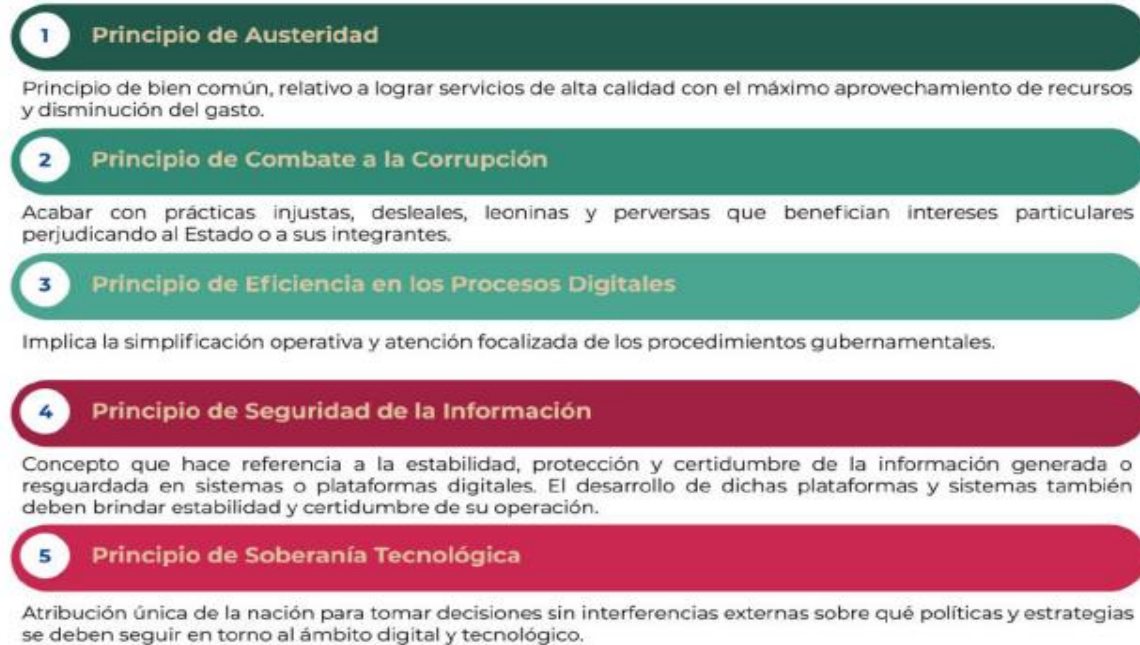 1 Principio de Austeridad
Principio de bien común, relativo a lograr servicios de alta calidad con el máximo aprovechamiento de recursos
y disminución del gasto.
2 Principio de Combate a la Corrupción
Acabar con prácticas injustas, desleales, leoninas y perversas que benefician intereses particulares
perjudicando al Estado o a sus integrantes.
3 Principio de Eficiencia en los Procesos Digitales
Implica la simplificación operativa y atención focalizada de los procedimientos gubernamentales.
4 Principio de Seguridad de la Información
Concepto que hace referencia a la estabilidad, protección y certidumbre de la información generada o
resguardada en sistemas o plataformas digitales. El desarrollo de dichas plataformas y sistemas también
deben brindar estabilidad y certidumbre de su operación.
5 Principio de Soberanía Tecnológica
Atribución única de la nación para tomar decisiones sin interferencias externas sobre qué políticas y estrategias
se deben seguir en torno al ámbito digital y tecnológico.